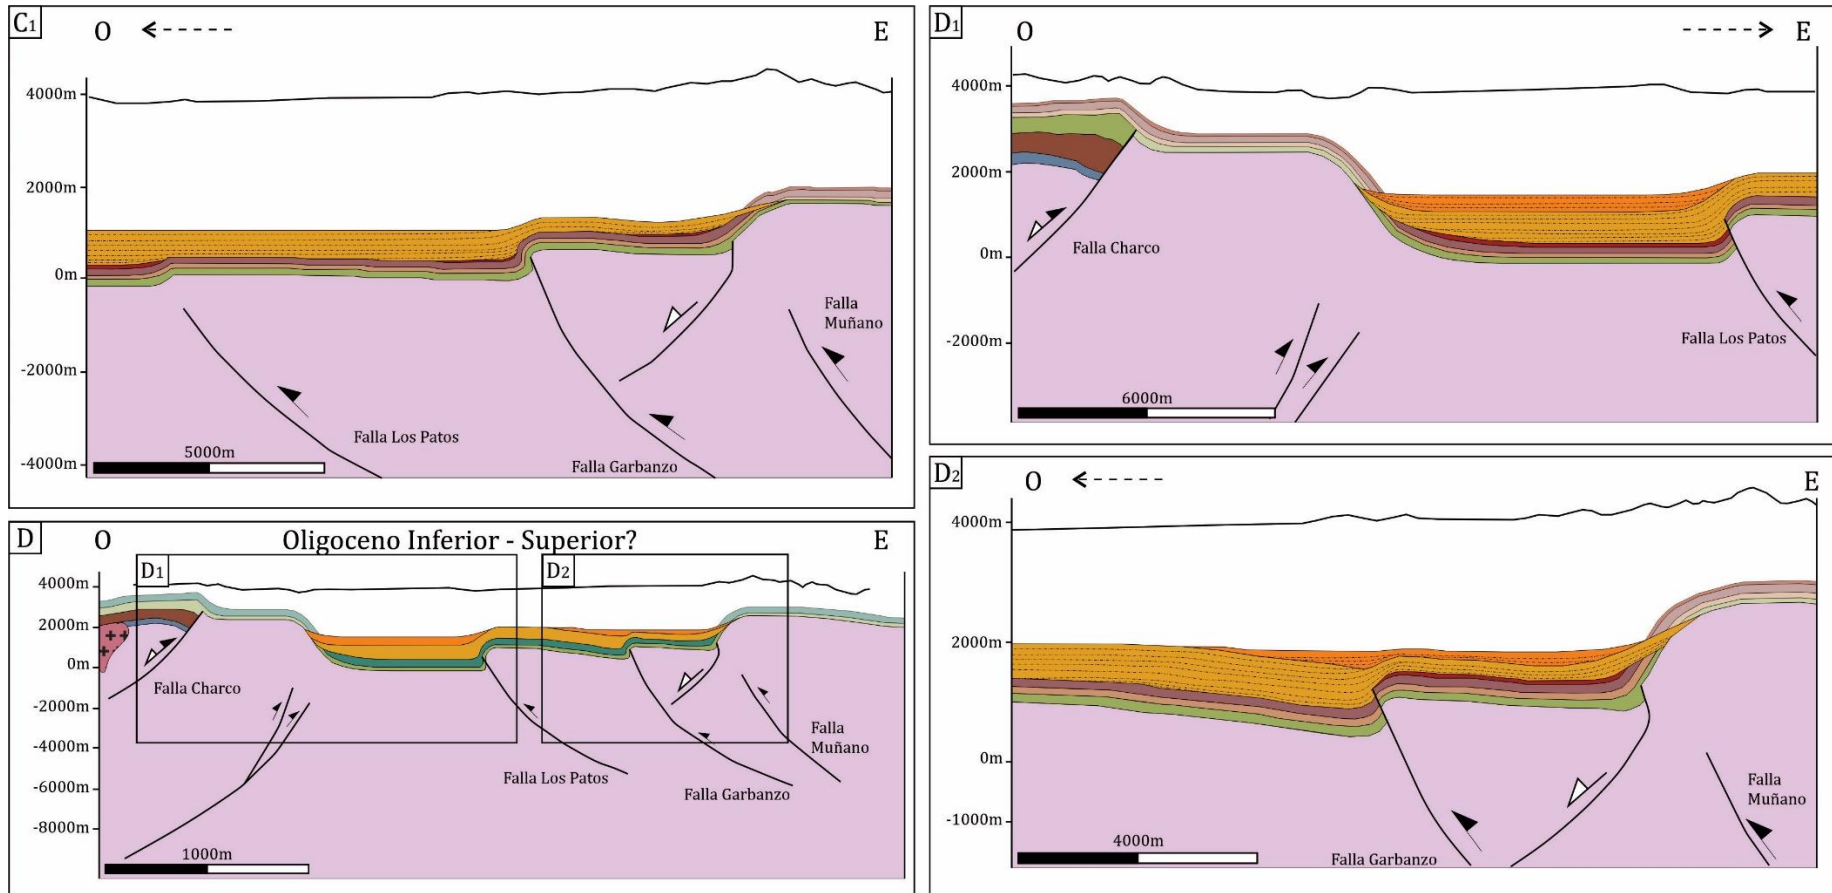 C1
O E
4000m
2000m
0m
-2000m
-4000m
Falla
Muñano
Falla Los Patos
Falla Garbanzo
5000m
D1
O E
4000m
2000m
0m
-2000m
Falla Charco
Falla Los Patos
6000m
D
O Oligoceno Inferior - Superior? E
D1
D2
4000m
2000m
0m
-2000m
-4000m
-6000m
-8000m
Falla Charco
Falla Los Patos
Falla Garbanzo
Falla
Muñano
1000m
D2
O E
4000m
2000m
0m
-1000m
Falla
Muñano
Falla Garbanzo
4000m